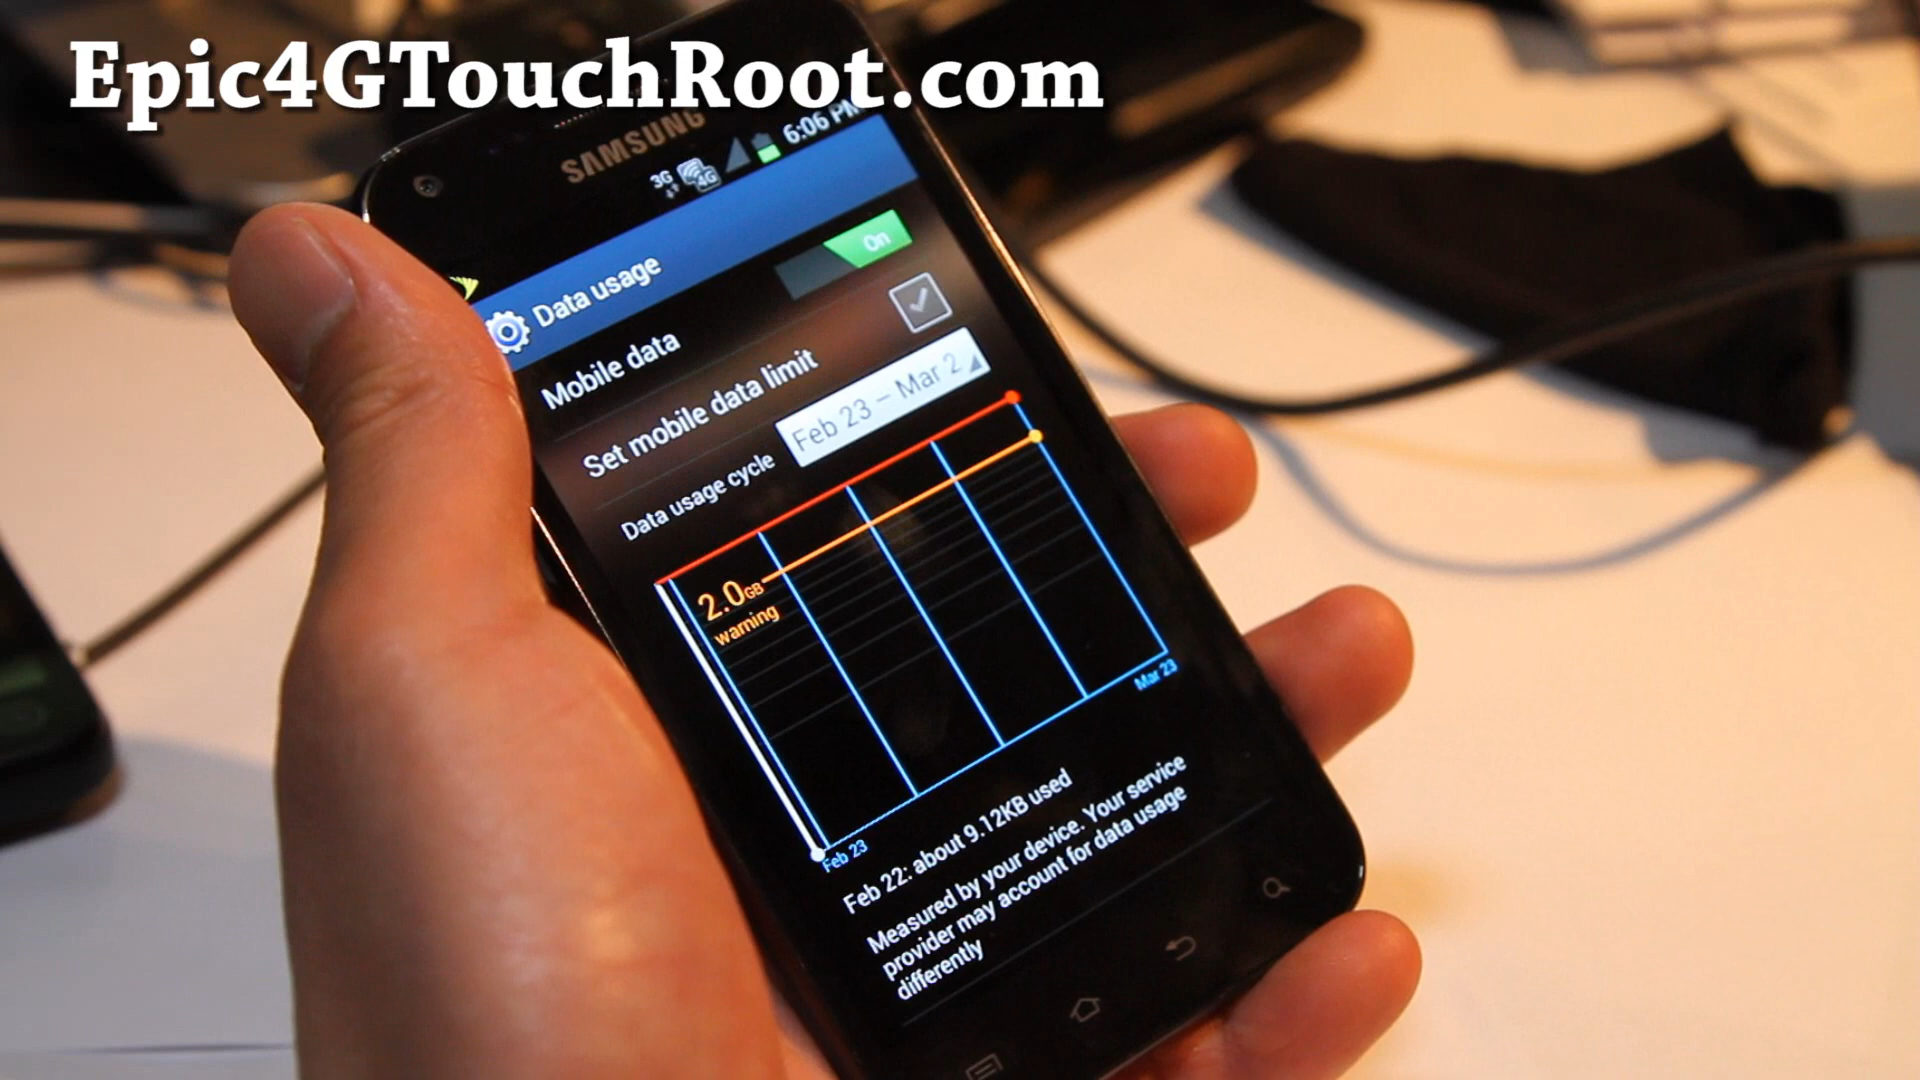 Epic4GTouchRoot.com
SAMSUNG
3G 4G 6:06 PM
Data usage
Mobile data On
Set mobile data limit
Data usage cycle Feb 23 – Mar 2
2.0GB
warning
Feb 23 Mar 23
Feb 22: about 9.12KB used
Measured by your device. Your service
provider may account for data usage
differently